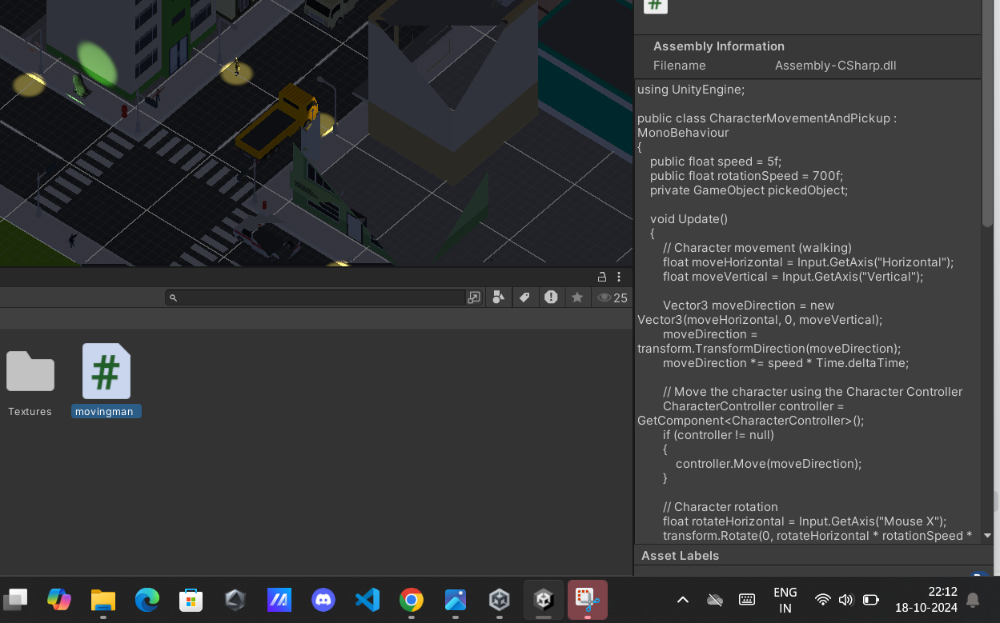 #
Assembly Information
Filename Assembly-CSharp.dll
using UnityEngine;
public class CharacterMovementAndPickup :
MonoBehaviour
{
public float speed = 5f;
public float rotationSpeed = 700f;
private GameObject pickedObject;
void Update()
{
// Character movement (walking)
float moveHorizontal = Input.GetAxis("Horizontal");
float moveVertical = Input.GetAxis("Vertical");
Vector3 moveDirection = new
Vector3(moveHorizontal, 0, moveVertical);
moveDirection =
transform.TransformDirection(moveDirection);
moveDirection *= speed * Time.deltaTime;
// Move the character using the Character Controller
CharacterController controller =
GetComponent<CharacterController>();
if (controller != null)
{
controller.Move(moveDirection);
}
// Character rotation
float rotateHorizontal = Input.GetAxis("Mouse X");
transform.Rotate(0, rotateHorizontal * rotationSpeed *
Asset Labels
25
#
Textures
movingman
ENG
IN
22:12
18-10-2024